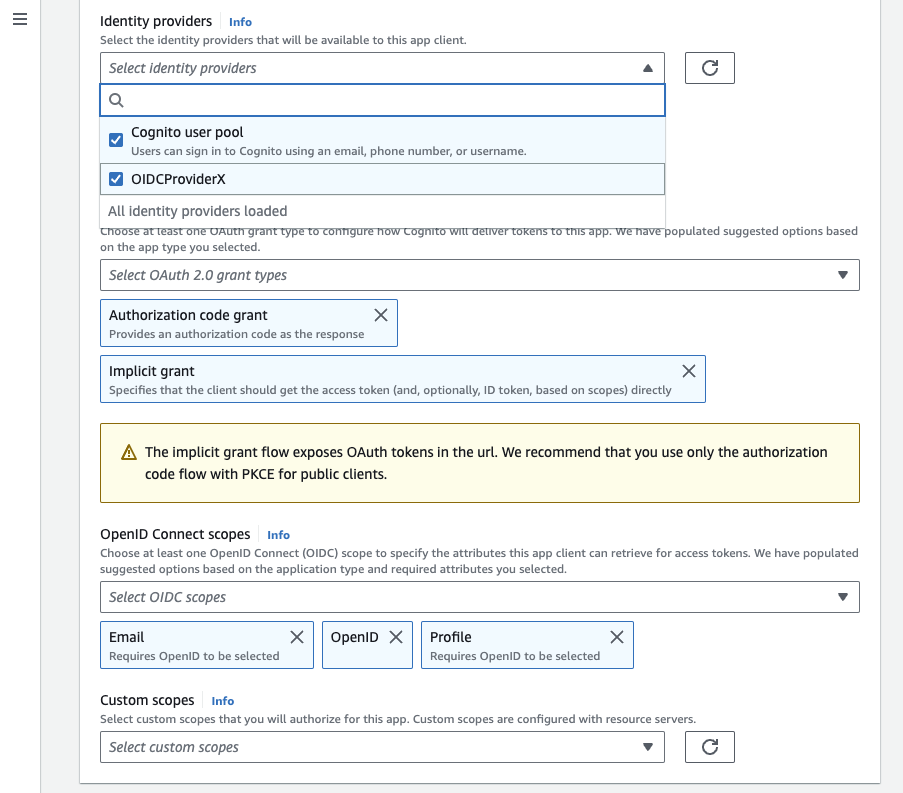 Identity providers Info
Select the identity providers that will be available to this app client.
Select identity providers
Cognito user pool
Users can sign in to Cognito using an email, phone number, or username.
OIDCProviderX
All identity providers loaded
Choose at least one OAuth grant type to configure how Cognito will deliver tokens to this app. We have populated suggested options based
on the app type you selected.
Select OAuth 2.0 grant types
Authorization code grant
Provides an authorization code as the response
Implicit grant
Specifies that the client should get the access token (and, optionally, ID token, based on scopes) directly
The implicit grant flow exposes OAuth tokens in the url. We recommend that you use only the authorization
code flow with PKCE for public clients.
OpenID Connect scopes Info
Choose at least one OpenID Connect (OIDC) scope to specify the attributes this app client can retrieve for access tokens. We have populated
suggested options based on the application type and required attributes you selected.
Select OIDC scopes
Email OpenID Profile
Requires OpenID to be selected Requires OpenID to be selected
Custom scopes Info
Select custom scopes that you will authorize for this app. Custom scopes are configured with resource servers.
Select custom scopes